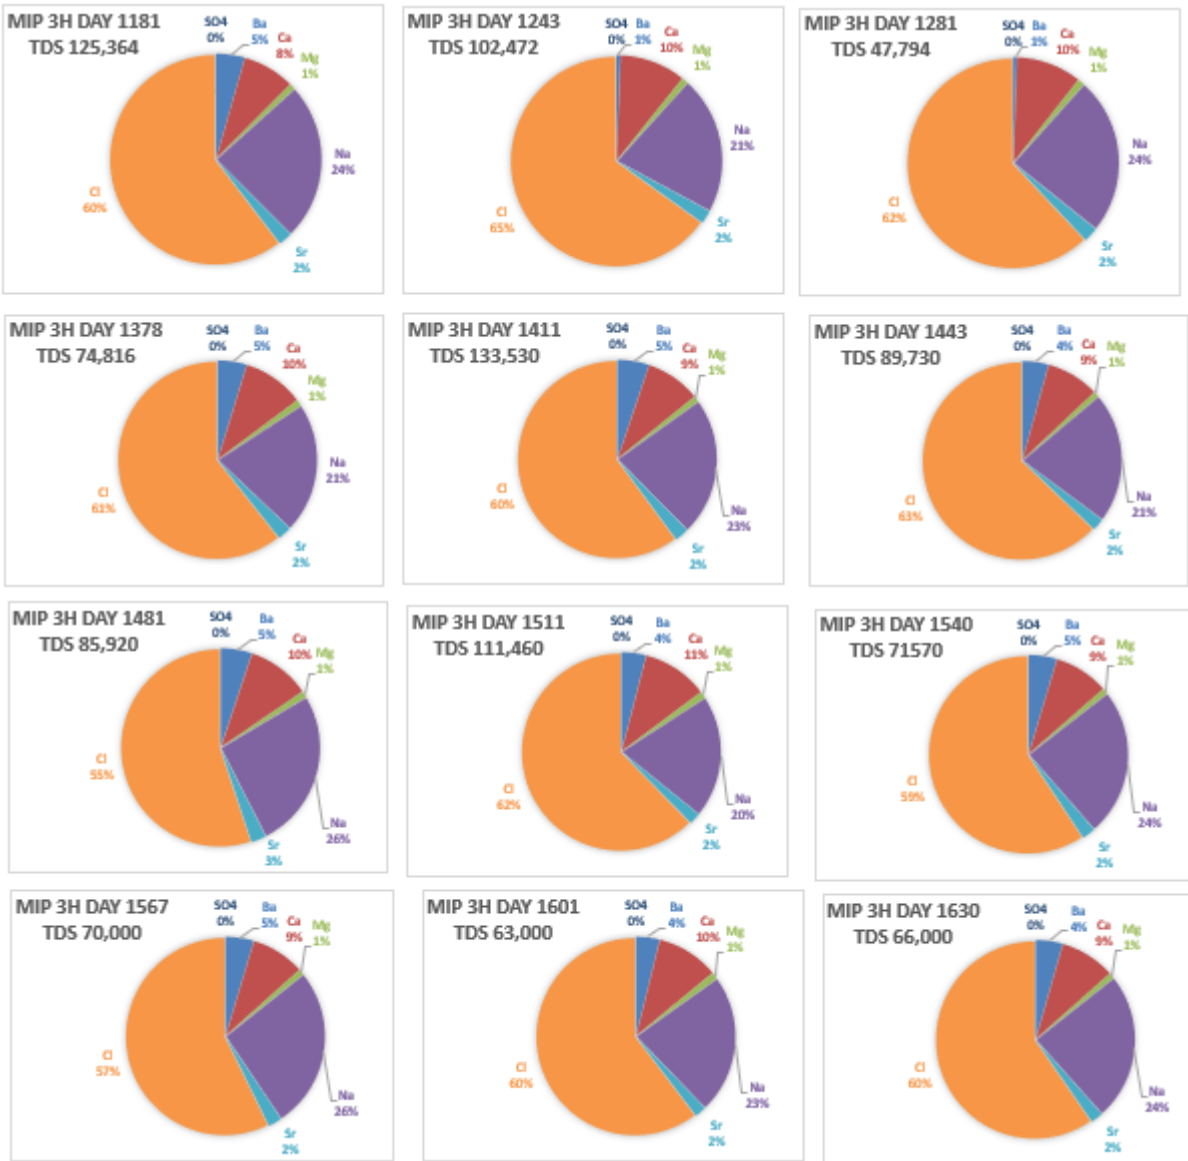 MIP 3H DAY 1181
TDS 125,364
SO4
0%
Ba
5%
Ca
8%
Mg
1%
Na
24%
Sr
2%
Cl
60%
MIP 3H DAY 1243
TDS 102,472
SO4
0%
Ba
1%
Ca
10%
Mg
1%
Na
21%
Sr
2%
Cl
65%
MIP 3H DAY 1281
TDS 47,794
SO4
0%
Ba
1%
Ca
10%
Mg
1%
Na
24%
Sr
2%
Cl
62%
MIP 3H DAY 1378
TDS 74,816
SO4
0%
Ba
5%
Ca
10%
Mg
1%
Na
21%
Sr
2%
Cl
61%
MIP 3H DAY 1411
TDS 133,530
SO4
0%
Ba
5%
Ca
9%
Mg
1%
Na
23%
Sr
2%
Cl
60%
MIP 3H DAY 1443
TDS 89,730
SO4
0%
Ba
4%
Ca
9%
Mg
1%
Na
21%
Sr
2%
Cl
63%
MIP 3H DAY 1481
TDS 85,920
SO4
0%
Ba
5%
Ca
10%
Mg
1%
Na
26%
Sr
3%
Cl
55%
MIP 3H DAY 1511
TDS 111,460
SO4
0%
Ba
4%
Ca
11%
Mg
1%
Na
20%
Sr
2%
Cl
62%
MIP 3H DAY 1540
TDS 71570
SO4
0%
Ba
5%
Ca
9%
Mg
1%
Na
24%
Sr
2%
Cl
59%
MIP 3H DAY 1567
TDS 70,000
SO4
0%
Ba
5%
Ca
9%
Mg
1%
Na
26%
Sr
2%
Cl
57%
MIP 3H DAY 1601
TDS 63,000
SO4
0%
Ba
4%
Ca
10%
Mg
1%
Na
23%
Sr
2%
Cl
60%
MIP 3H DAY 1630
TDS 66,000
SO4
0%
Ba
4%
Ca
9%
Mg
1%
Na
24%
Sr
2%
Cl
60%